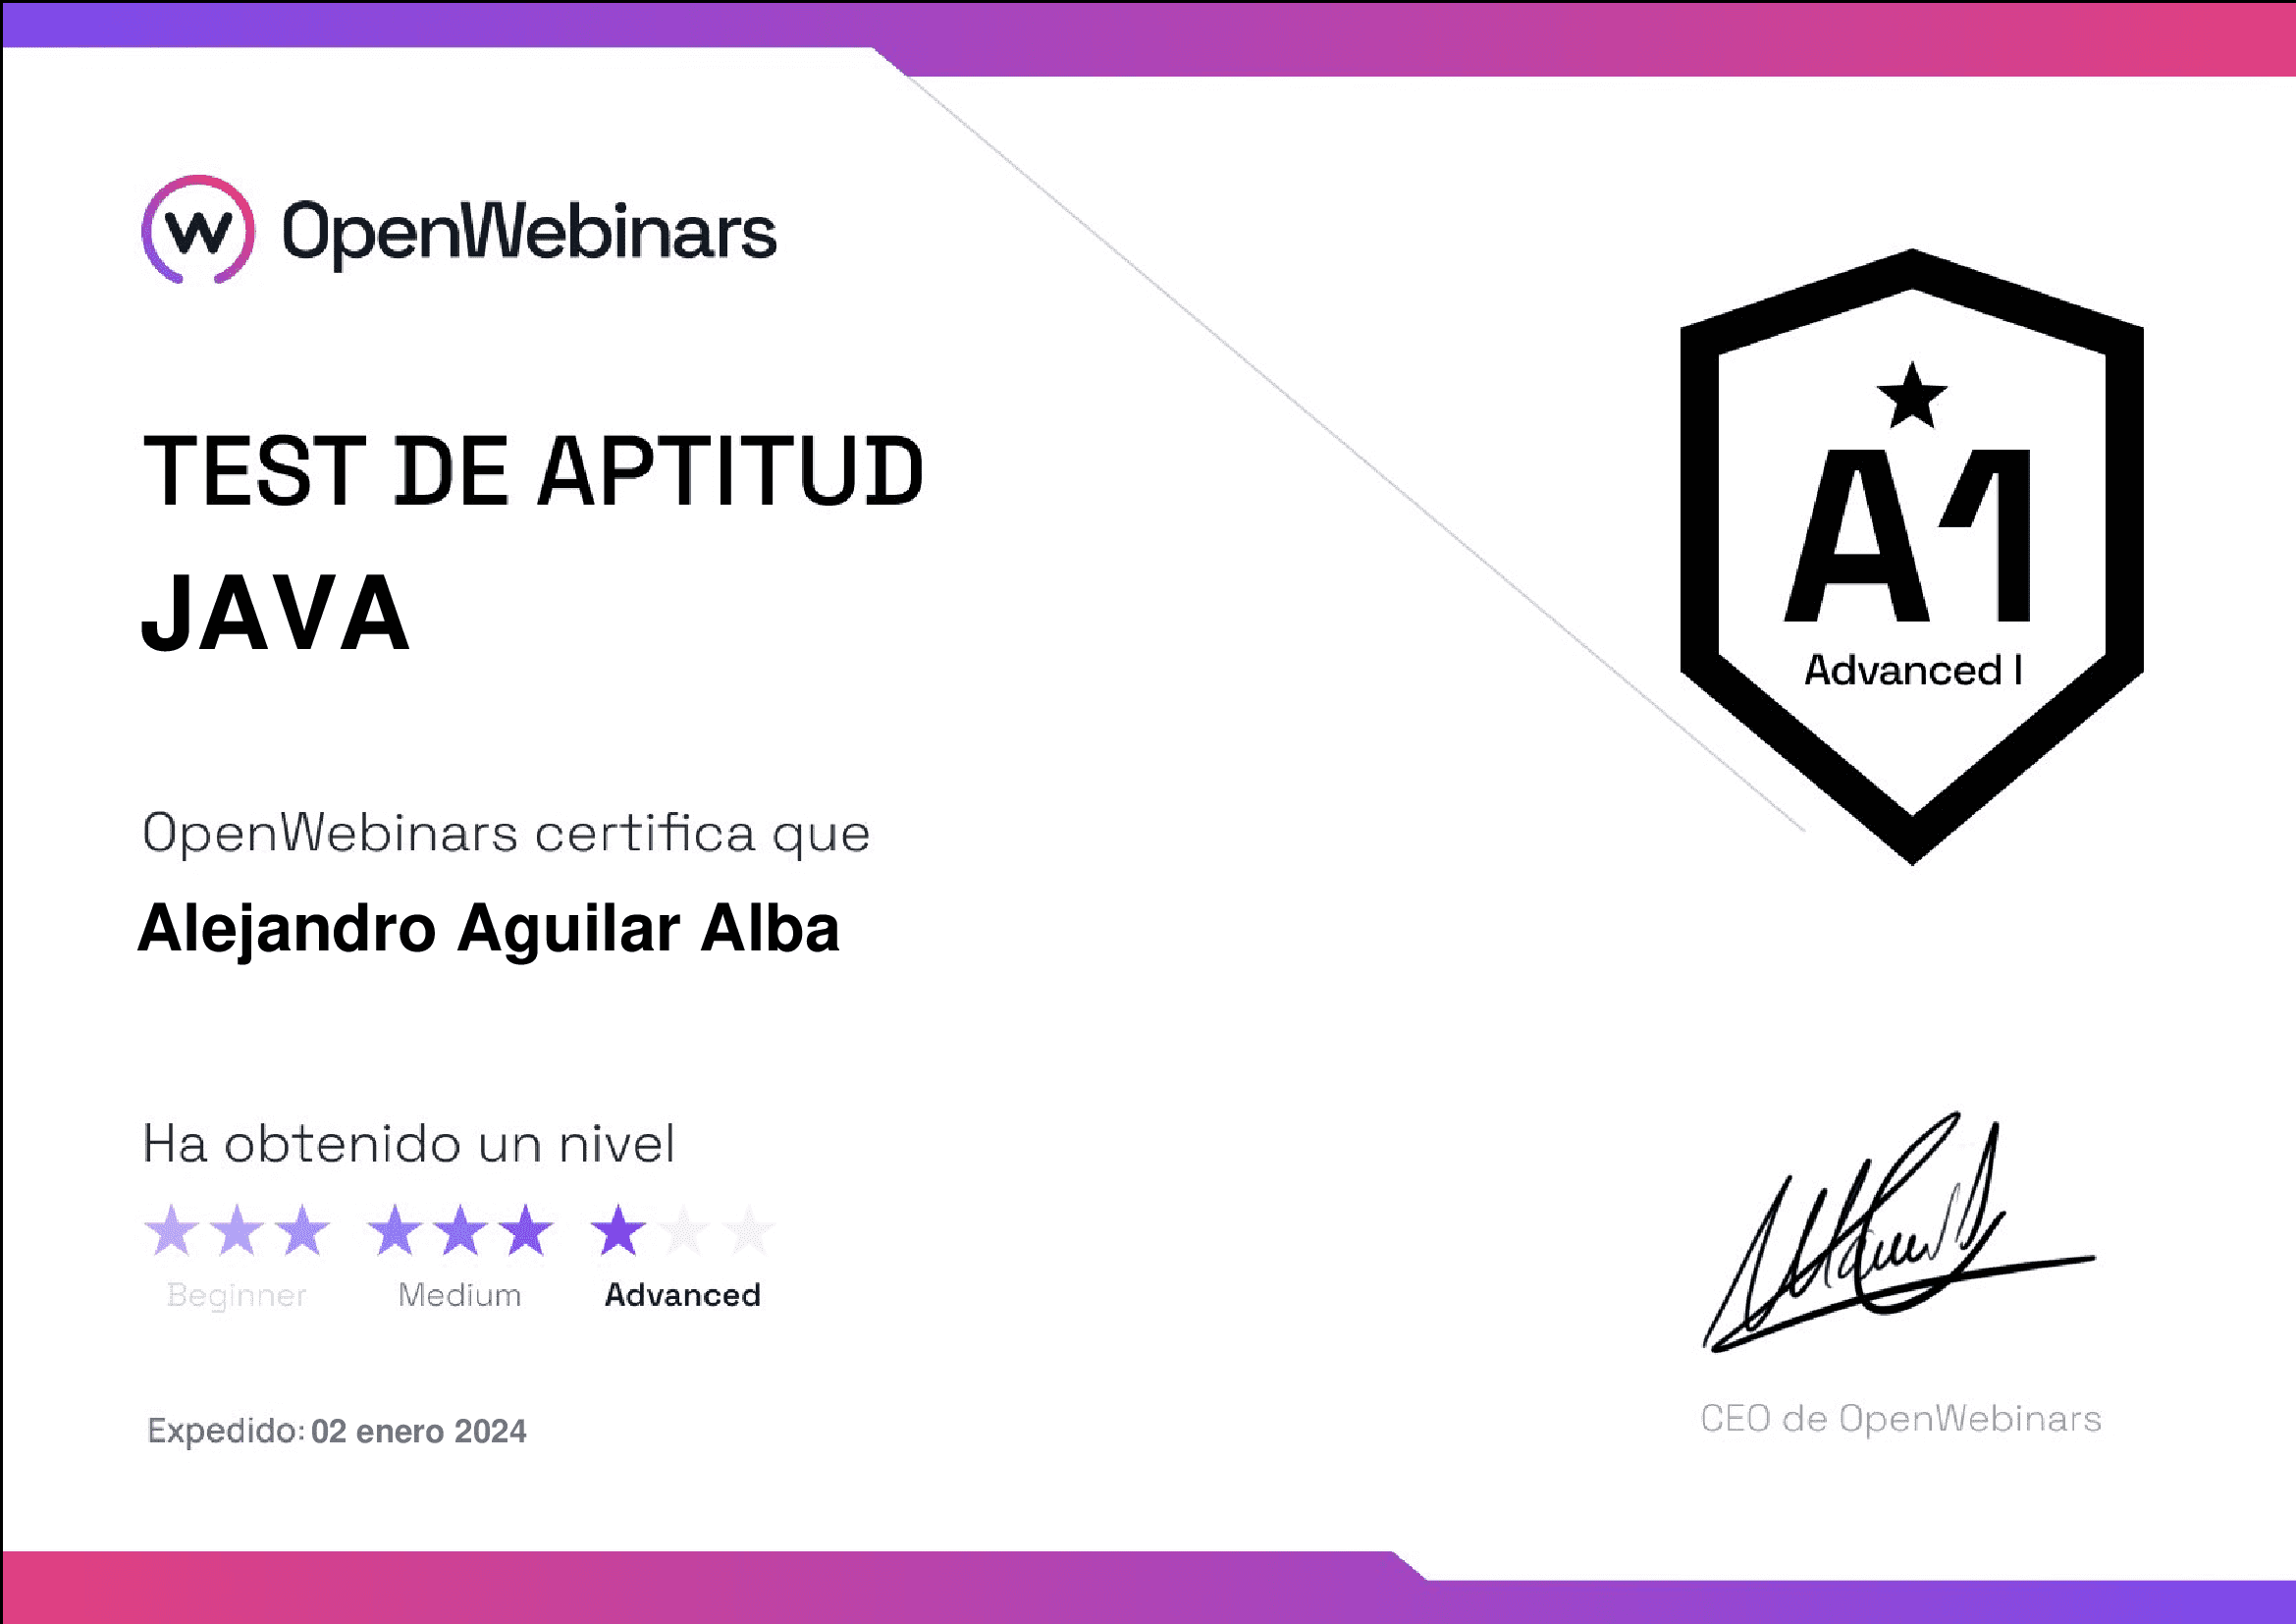 W OpenWebinars
TEST DE APTITUD
JAVA
OpenWebinars certifica que
Alejandro Aguilar Alba
Ha obtenido un nivel
Beginner Medium Advanced
Expedido: 02 enero 2024
A1
Advanced I
CEO de OpenWebinars